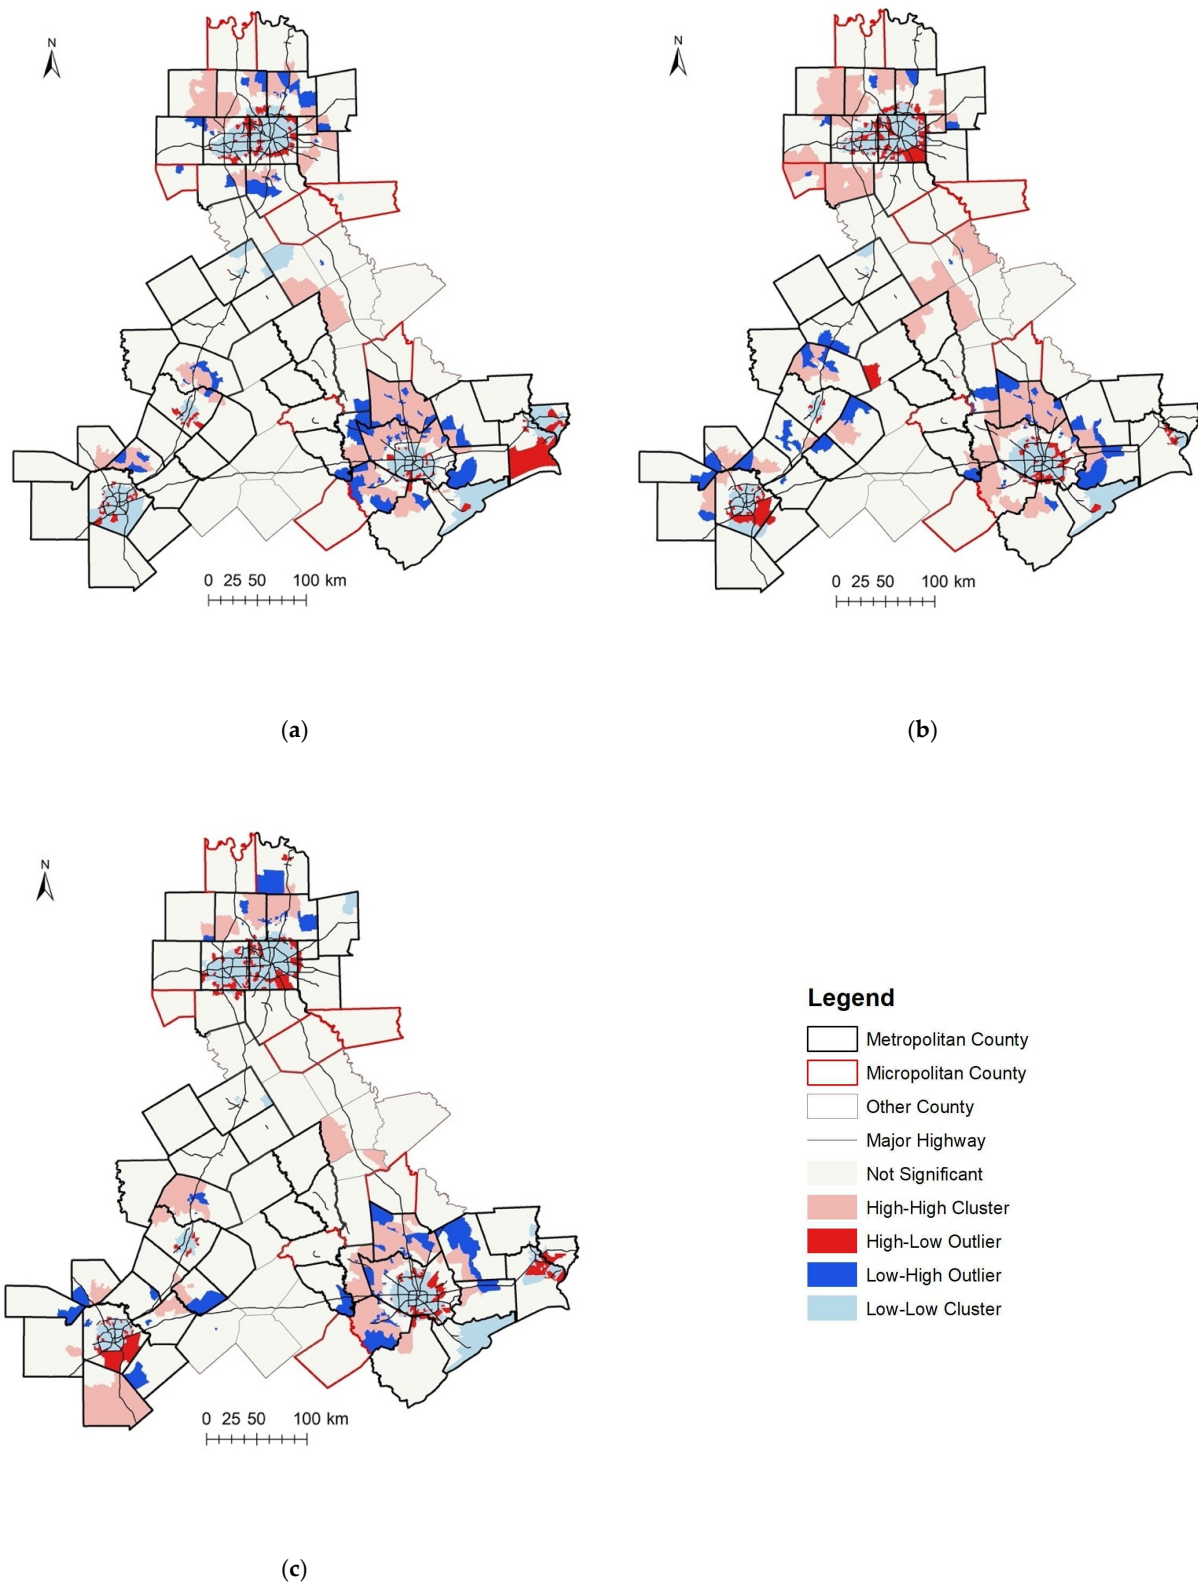 N
0 25 50 100 km
(a)
N
0 25 50 100 km
(b)
N
0 25 50 100 km
(c)
Legend
Metropolitan County
Micropolitan County
Other County
Major Highway
Not Significant
High-High Cluster
High-Low Outlier
Low-High Outlier
Low-Low Cluster